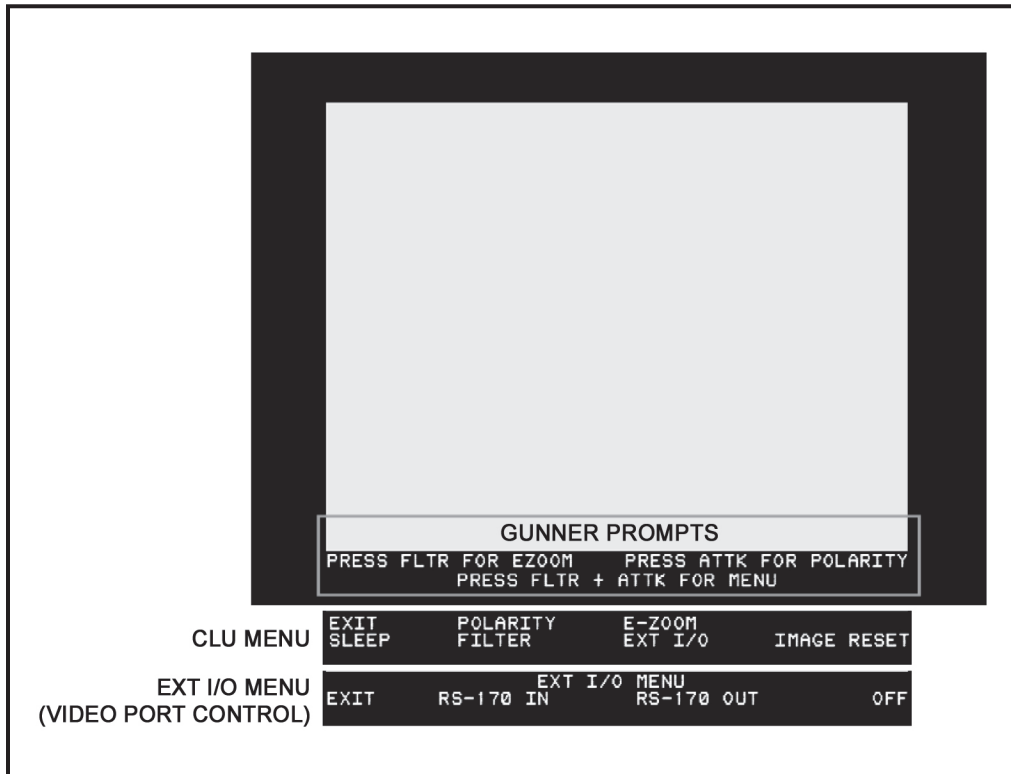 GUNNER PROMPTS
PRESS FLTR FOR EZOOM PRESS ATTK FOR POLARITY
PRESS FLTR + ATTK FOR MENU
CLU MENU
EXIT POLARITY E-ZOOM
SLEEP FILTER EXT I/O IMAGE RESET
EXT I/O MENU
(VIDEO PORT CONTROL)
EXT I/O MENU
EXIT RS-170 IN RS-170 OUT OFF